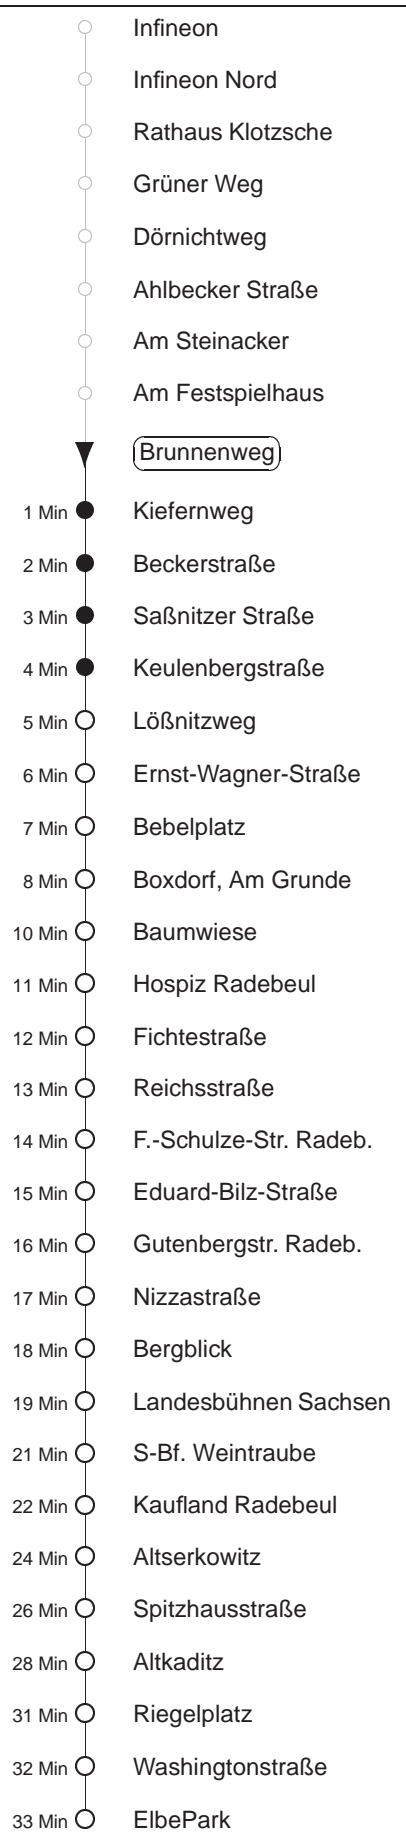 Infineon
Infineon Nord
Rathaus Klotzsche
Grüner Weg
Dörnichtweg
Ahlbecker Straße
Am Steinacker
Am Festspielhaus
Brunnenweg
1 Min Kiefernweg
2 Min Beckerstraße
3 Min Saßnitzer Straße
4 Min Keulenbergstraße
5 Min Lößnitzweg
6 Min Ernst-Wagner-Straße
7 Min Bebelplatz
8 Min Boxdorf, Am Grunde
10 Min Baumwiese
11 Min Hospiz Radebeul
12 Min Fichtestraße
13 Min Reichsstraße
14 Min F.-Schulze-Str. Radeb.
15 Min Eduard-Bilz-Straße
16 Min Gutenbergstr. Radeb.
17 Min Nizzastraße
18 Min Bergblick
19 Min Landesbühnen Sachsen
21 Min S-Bf. Weintraube
22 Min Kaufland Radebeul
24 Min Altserkowitz
26 Min Spitzhausstraße
28 Min Altkaditz
31 Min Riegelplatz
32 Min Washingtonstraße
33 Min ElbePark